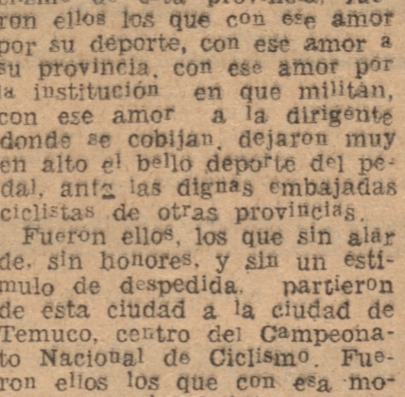 ron ellos los que con ese amor
por su deporte, con ese amor a
su provincia, con ese amor por
la institución en que militan,
con ese amor a la dirigente
donde se cobijan, dejaron muy
en alto el bello deporte del pe-
dal, ante las dignas embajadas
ciclistas de otras provincias.
Fueron ellos, los que sin alar
de, sin honores, y sin un esti-
mulo de despedida, partieron
de esta ciudad a la ciudad de
Temuco, centro del Campeona-
to Nacional de Ciclismo. Fue-
ron ellos los que con esa mo-